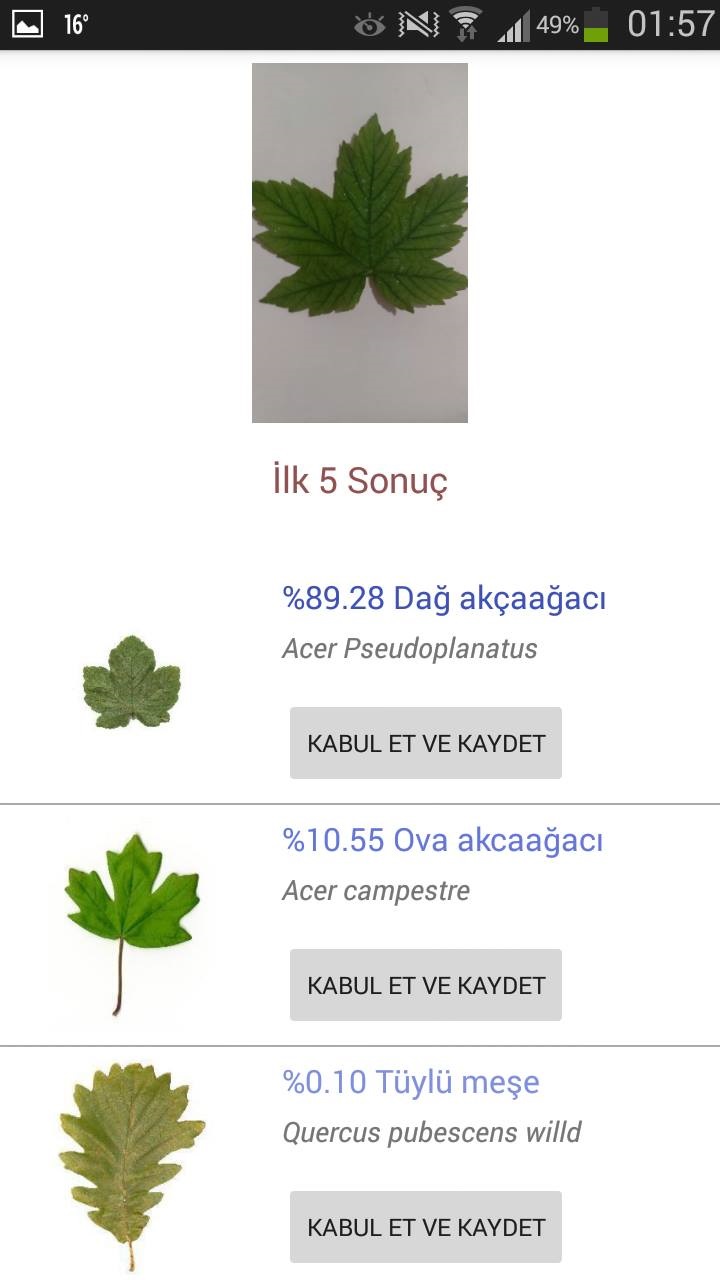 16°
49%
01:57
İlk 5 Sonuç
%89.28 Dağ akçaağacı
Acer Pseudoplanatus
KABUL ET VE KAYDET
%10.55 Ova akcaağacı
Acer campestre
KABUL ET VE KAYDET
%0.10 Tüylü meşe
Quercus pubescens willd
KABUL ET VE KAYDET